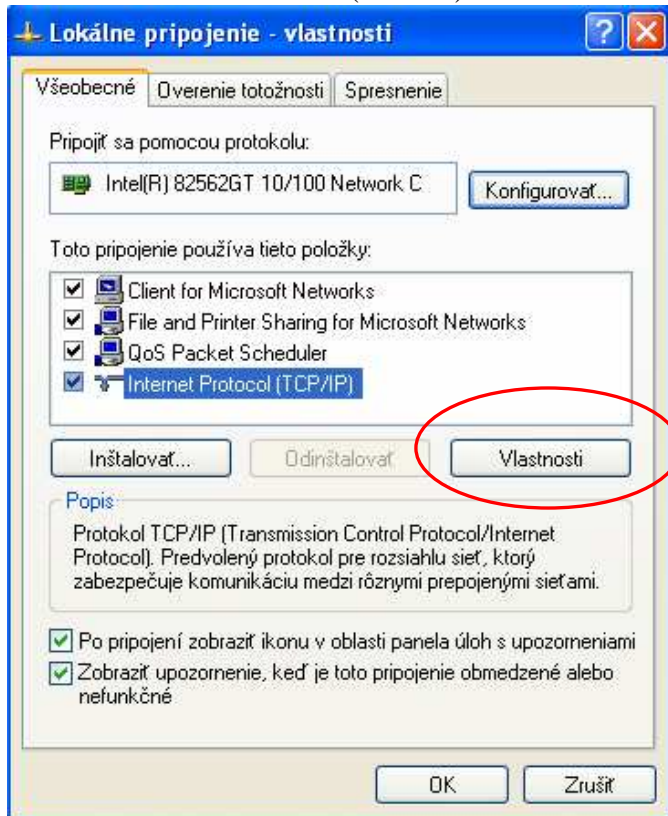 Lokálne pripojenie - vlastnosti
Všeobecné Overenie totožnosti Spresnenie
Pripojiť sa pomocou protokolu:
Intel(R) 82562GT 10/100 Network C Konfigurovať...
Toto pripojenie používa tieto položky:
Client for Microsoft Networks
File and Printer Sharing for Microsoft Networks
QoS Packet Scheduler
Internet Protocol (TCP/IP)
Inštalovať... Odinštalovať Vlastnosti
Popis
Protokol TCP/IP (Transmission Control Protocol/Internet
Protocol). Predvolený protokol pre rozsiahlu sieť, ktorý
zabezpečuje komunikáciu medzi rôznymi prepojenými sieťami.
Po pripojení zobraziť ikonu v oblasti panela úloh s upozorneniami
Zobraziť upozornenie, keď je toto pripojenie obmedzené alebo
nefunkčné
OK Zrušiť